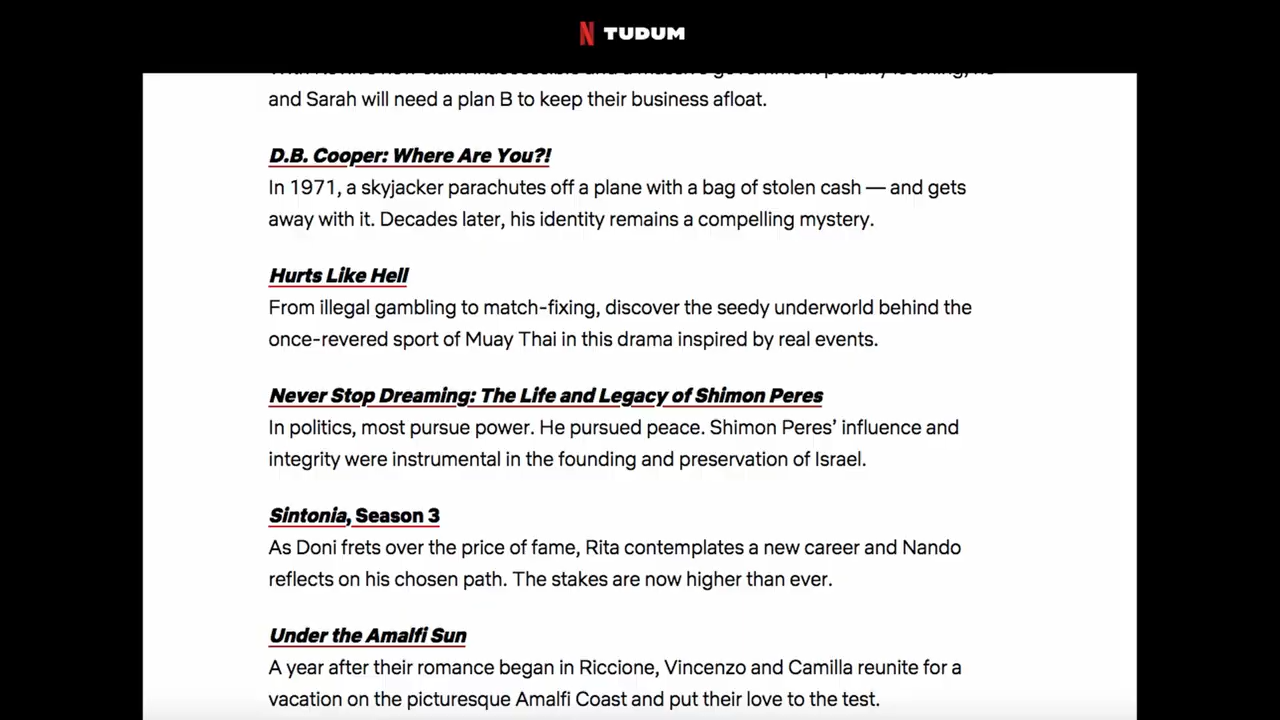 TUDUM
and Sarah will need a plan B to keep their business afloat.
D.B. Cooper: Where Are You?!
In 1971, a skyjacker parachutes off a plane with a bag of stolen cash — and gets
away with it. Decades later, his identity remains a compelling mystery.
Hurts Like Hell
From illegal gambling to match-fixing, discover the seedy underworld behind the
once-revered sport of Muay Thai in this drama inspired by real events.
Never Stop Dreaming: The Life and Legacy of Shimon Peres
In politics, most pursue power. He pursued peace. Shimon Peres’ influence and
integrity were instrumental in the founding and preservation of Israel.
Sintonia, Season 3
As Doni frets over the price of fame, Rita contemplates a new career and Nando
reflects on his chosen path. The stakes are now higher than ever.
Under the Amalfi Sun
A year after their romance began in Riccione, Vincenzo and Camilla reunite for a
vacation on the picturesque Amalfi Coast and put their love to the test.